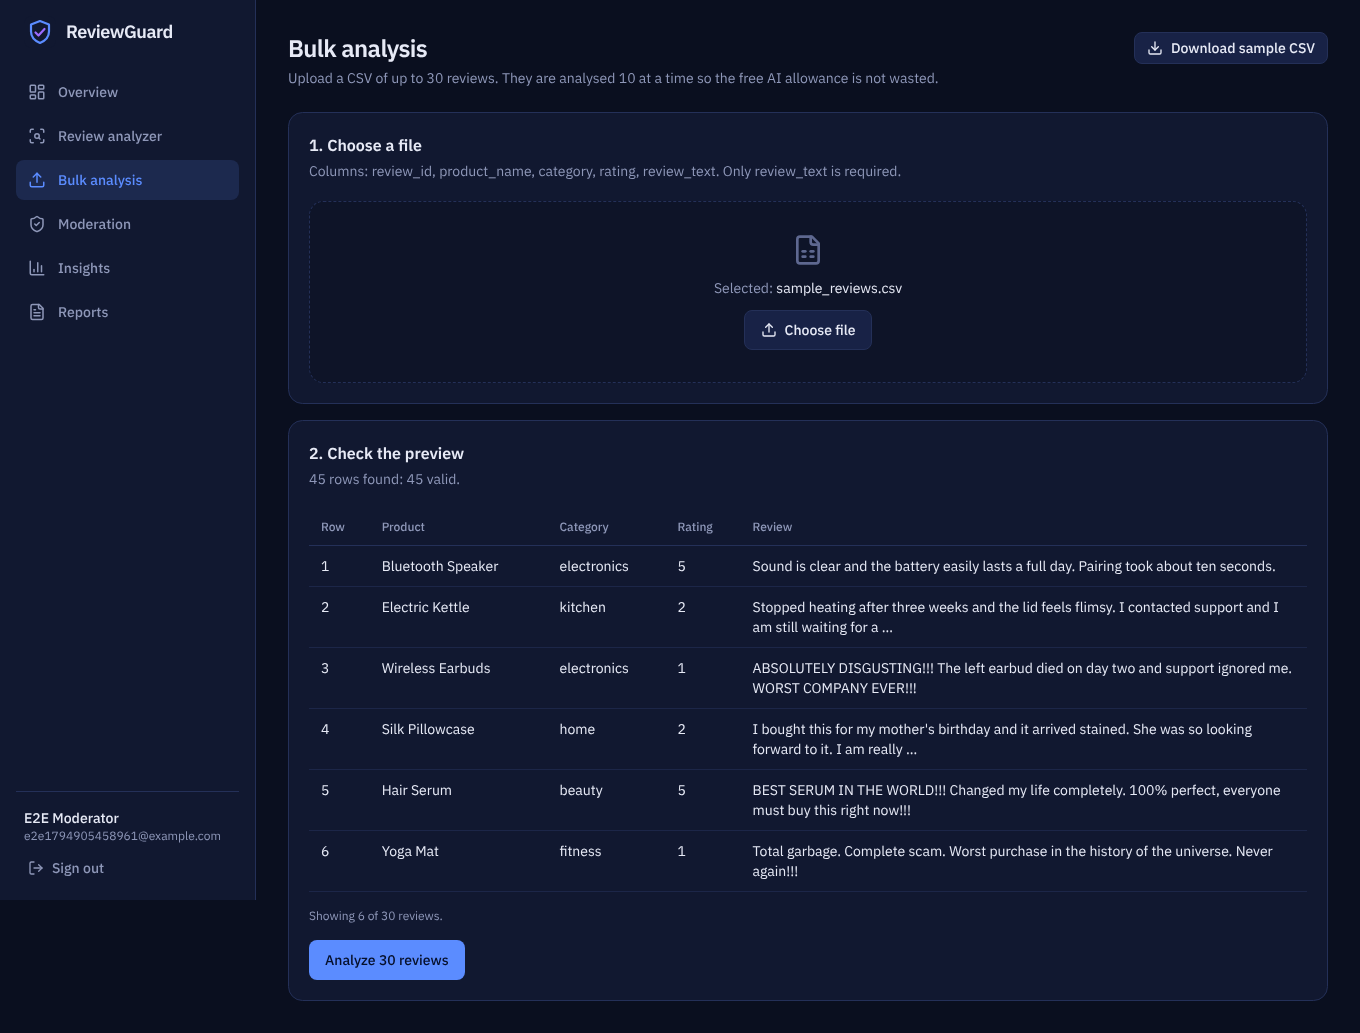 ReviewGuard
Overview
Review analyzer
Bulk analysis
Moderation
Insights
Reports
E2E Moderator
e2e1794905458961@example.com
Sign out
Bulk analysis
Download sample CSV
Upload a CSV of up to 30 reviews. They are analysed 10 at a time so the free AI allowance is not wasted.
1. Choose a file
Columns: review_id, product_name, category, rating, review_text. Only review_text is required.
Selected: sample_reviews.csv
Choose file
2. Check the preview
45 rows found: 45 valid.
Row Product Category Rating Review
1 Bluetooth Speaker electronics 5 Sound is clear and the battery easily lasts a full day. Pairing took about ten seconds.
2 Electric Kettle kitchen 2 Stopped heating after three weeks and the lid feels flimsy. I contacted support and I
am still waiting for a ...
3 Wireless Earbuds electronics 1 ABSOLUTELY DISGUSTING!!! The left earbud died on day two and support ignored me.
WORST COMPANY EVER!!!
4 Silk Pillowcase home 2 I bought this for my mother's birthday and it arrived stained. She was so looking
forward to it. I am really ...
5 Hair Serum beauty 5 BEST SERUM IN THE WORLD!!! Changed my life completely. 100% perfect, everyone
must buy this right now!!!
6 Yoga Mat fitness 1 Total garbage. Complete scam. Worst purchase in the history of the universe. Never
again!!!
Showing 6 of 30 reviews.
Analyze 30 reviews